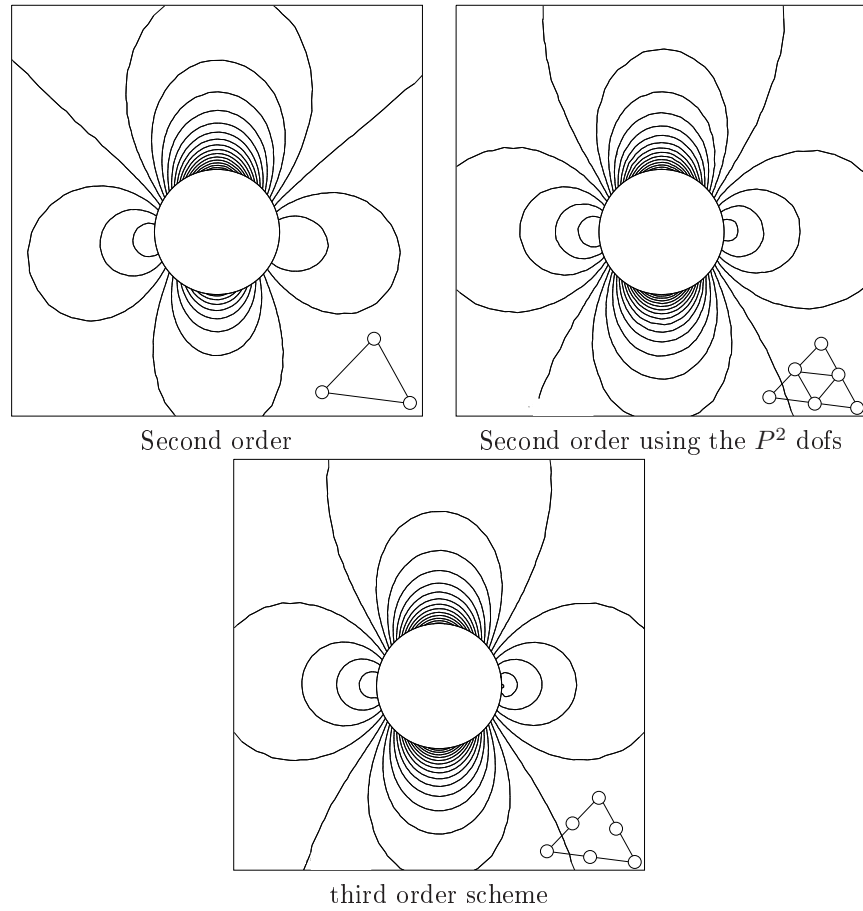 Second order
Second order using the P² dofs
third order scheme